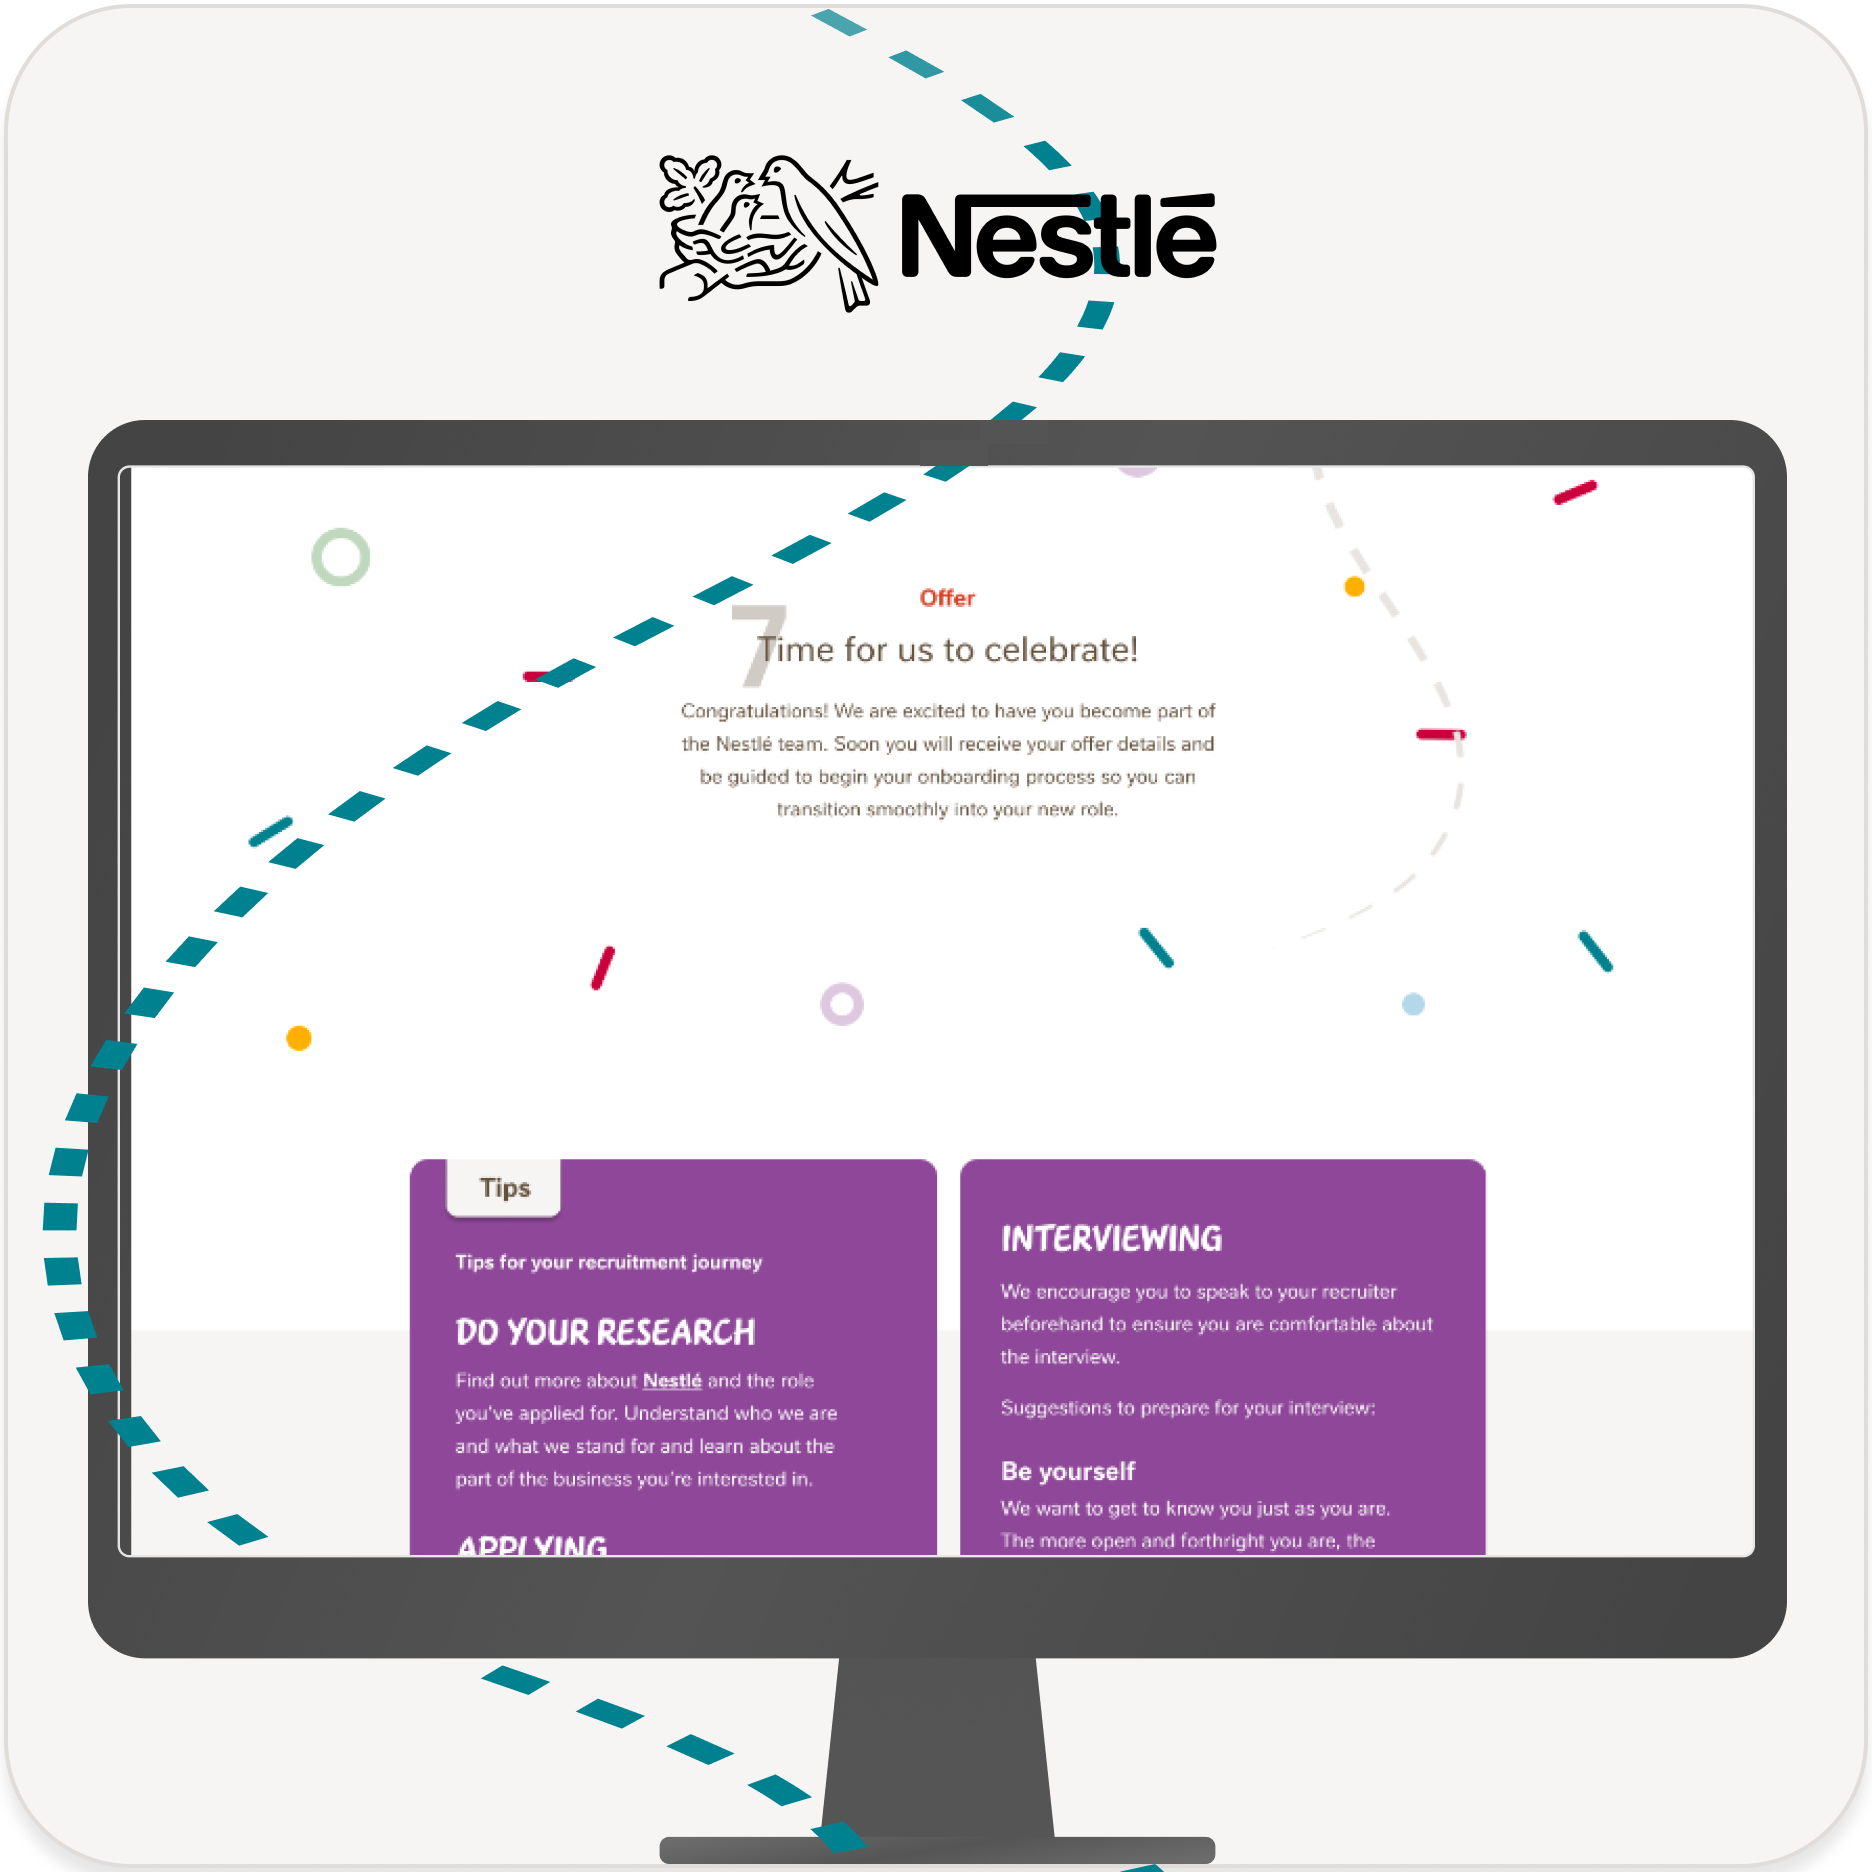 Nestlé
Offer
7
Time for us to celebrate!
Congratulations! We are excited to have you become part of
the Nestlé team. Soon you will receive your offer details and
be guided to begin your onboarding process so you can
transition smoothly into your new role.
Tips
Tips for your recruitment journey
DO YOUR RESEARCH
Find out more about Nestlé and the role
you've applied for. Understand who we are
and what we stand for and learn about the
part of the business you're interested in.
APPLYING
INTERVIEWING
We encourage you to speak to your recruiter
beforehand to ensure you are comfortable about
the interview.
Suggestions to prepare for your interview:
Be yourself
We want to get to know you just as you are.
The more open and forthright you are, the